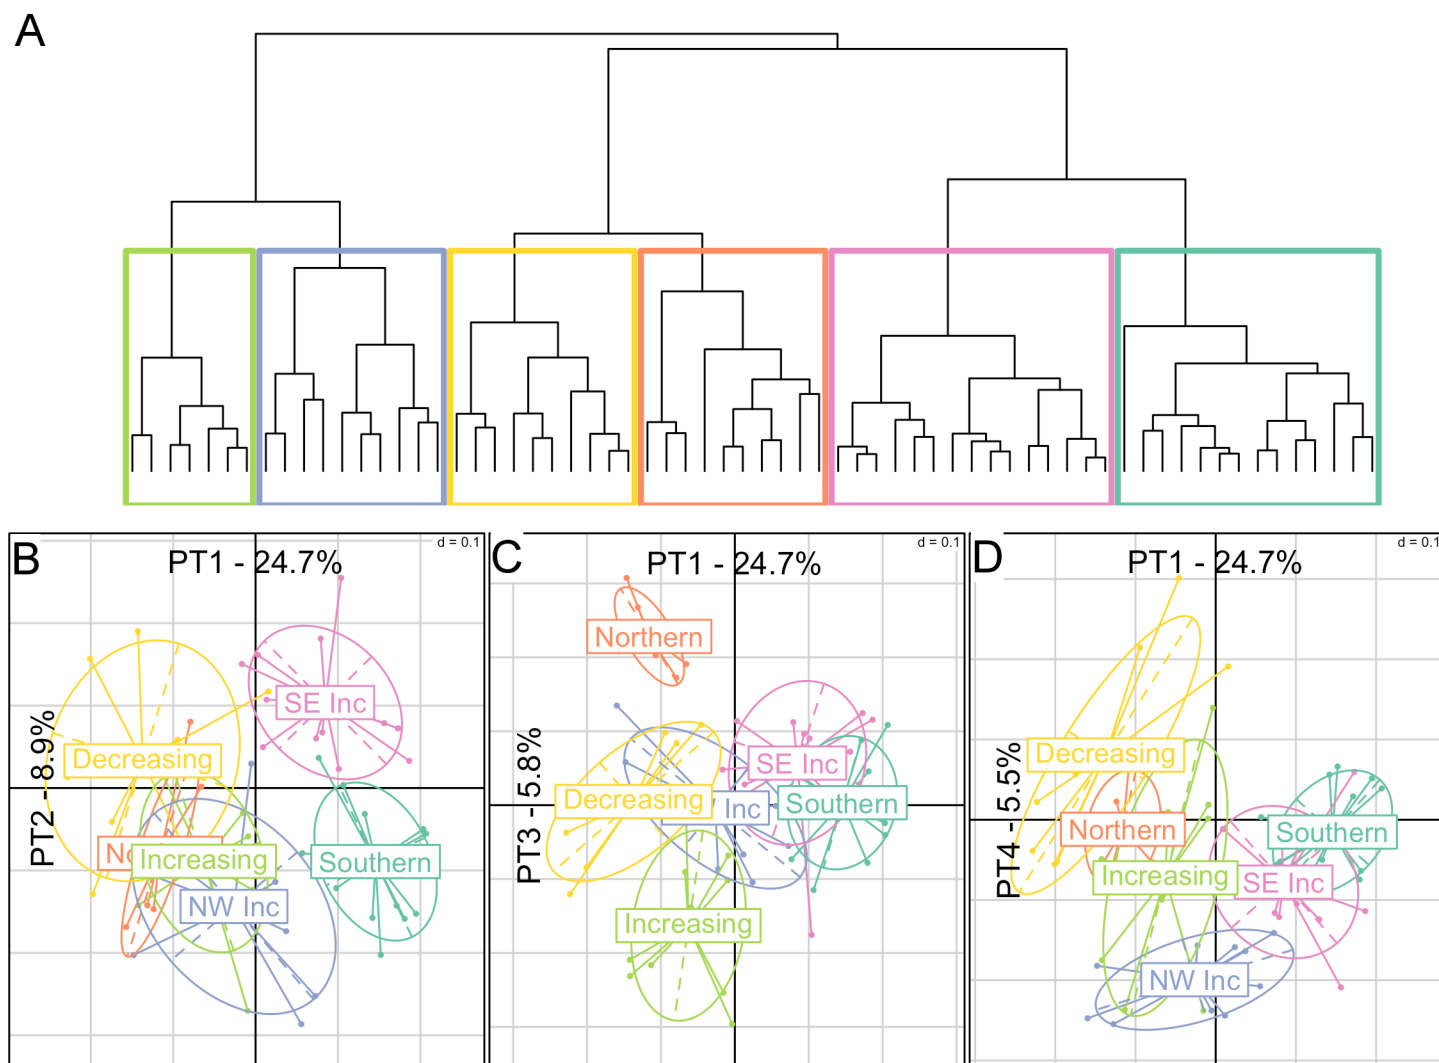 A
B
PT1 - 24.7%
d = 0.1
PT2 - 8.9%
SE Inc
Decreasing
No
Increasing
Southern
NW Inc
C
PT1 - 24.7%
d = 0.1
PT3 - 5.8%
Northern
SE Inc
Decreasing
Inc
Southern
Increasing
D
PT1 - 24.7%
d = 0.1
PT4 - 5.5%
Decreasing
Northern
Southern
Increasing
SE Inc
NW Inc